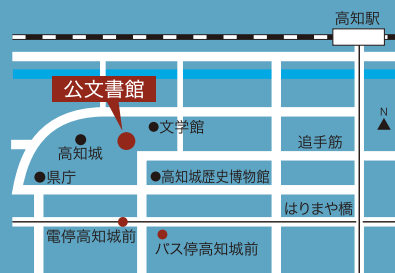 高知駅
公文書館
N
文学館
追手筋
高知城
県庁
高知城歴史博物館
はりまや橋
電停高知城前
バス停高知城前